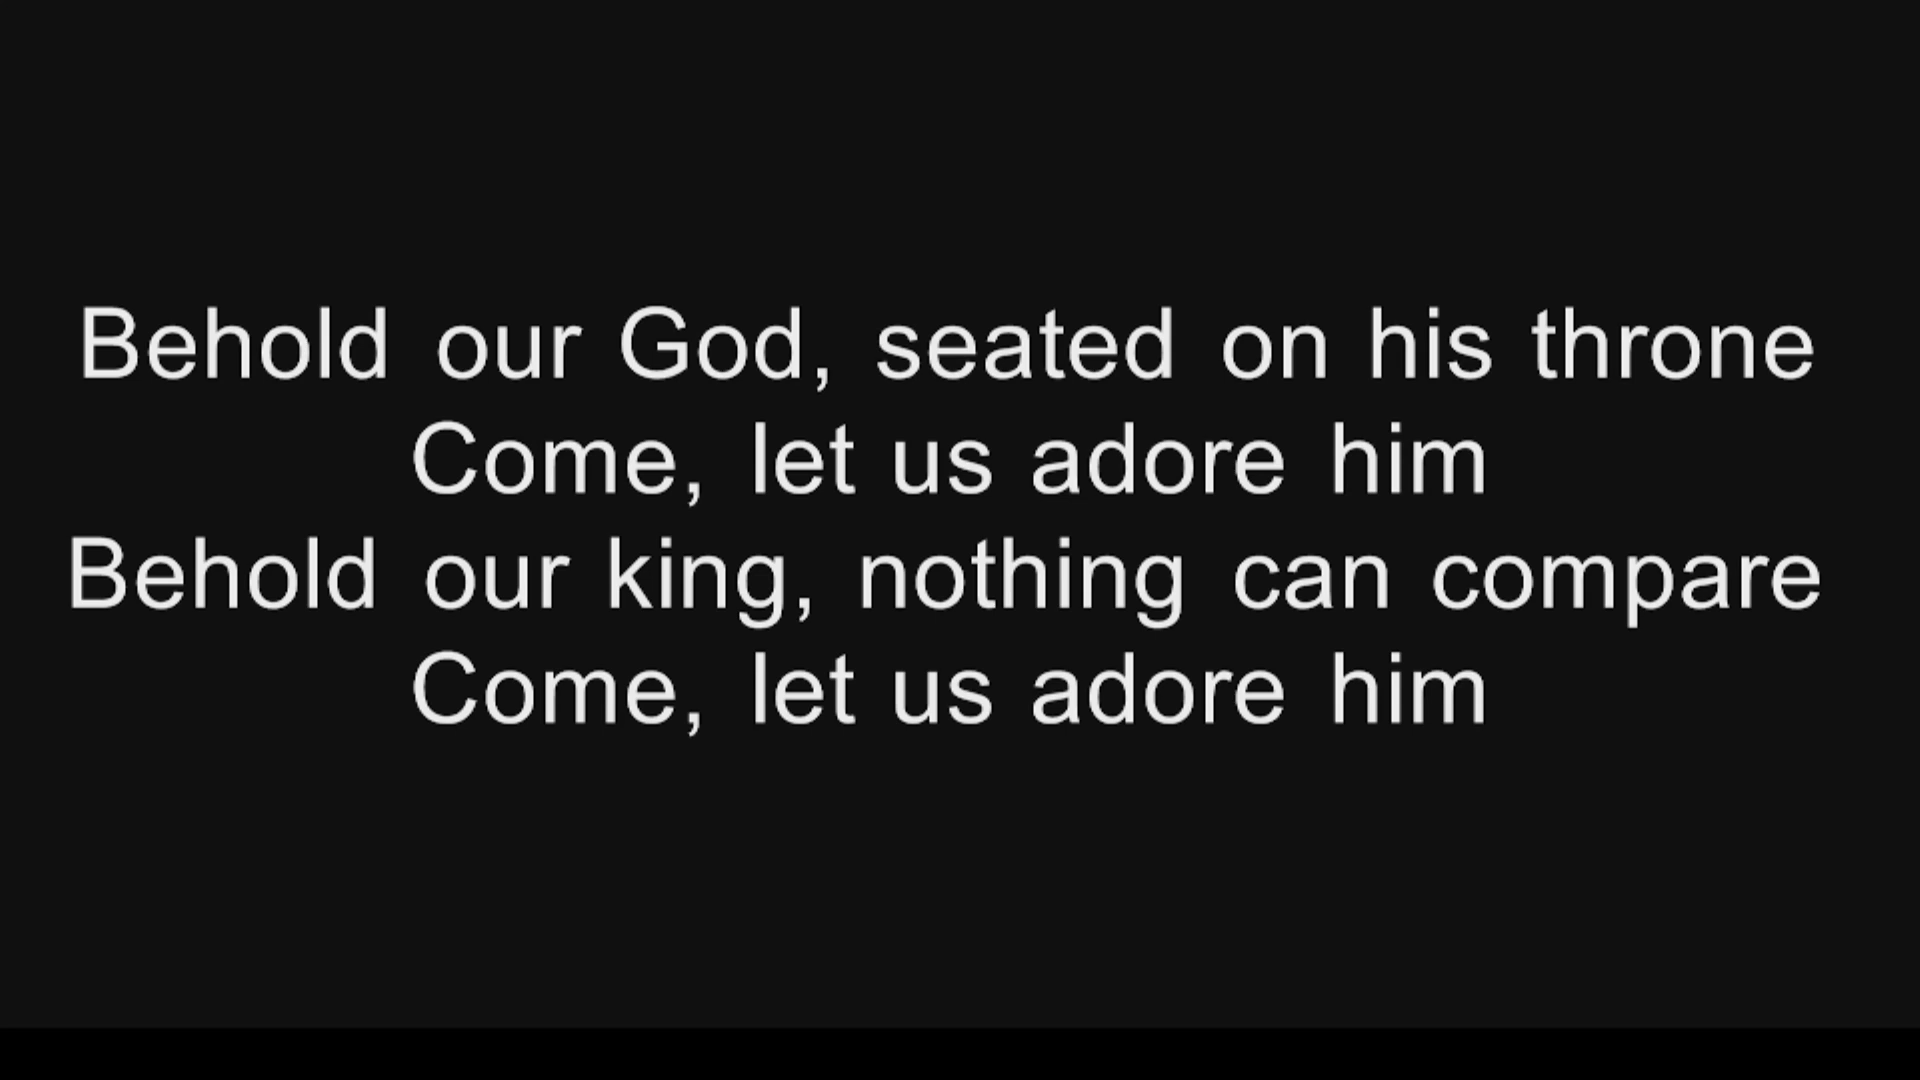 Behold our God, seated on his throne
Come, let us adore him
Behold our king, nothing can compare
Come, let us adore him